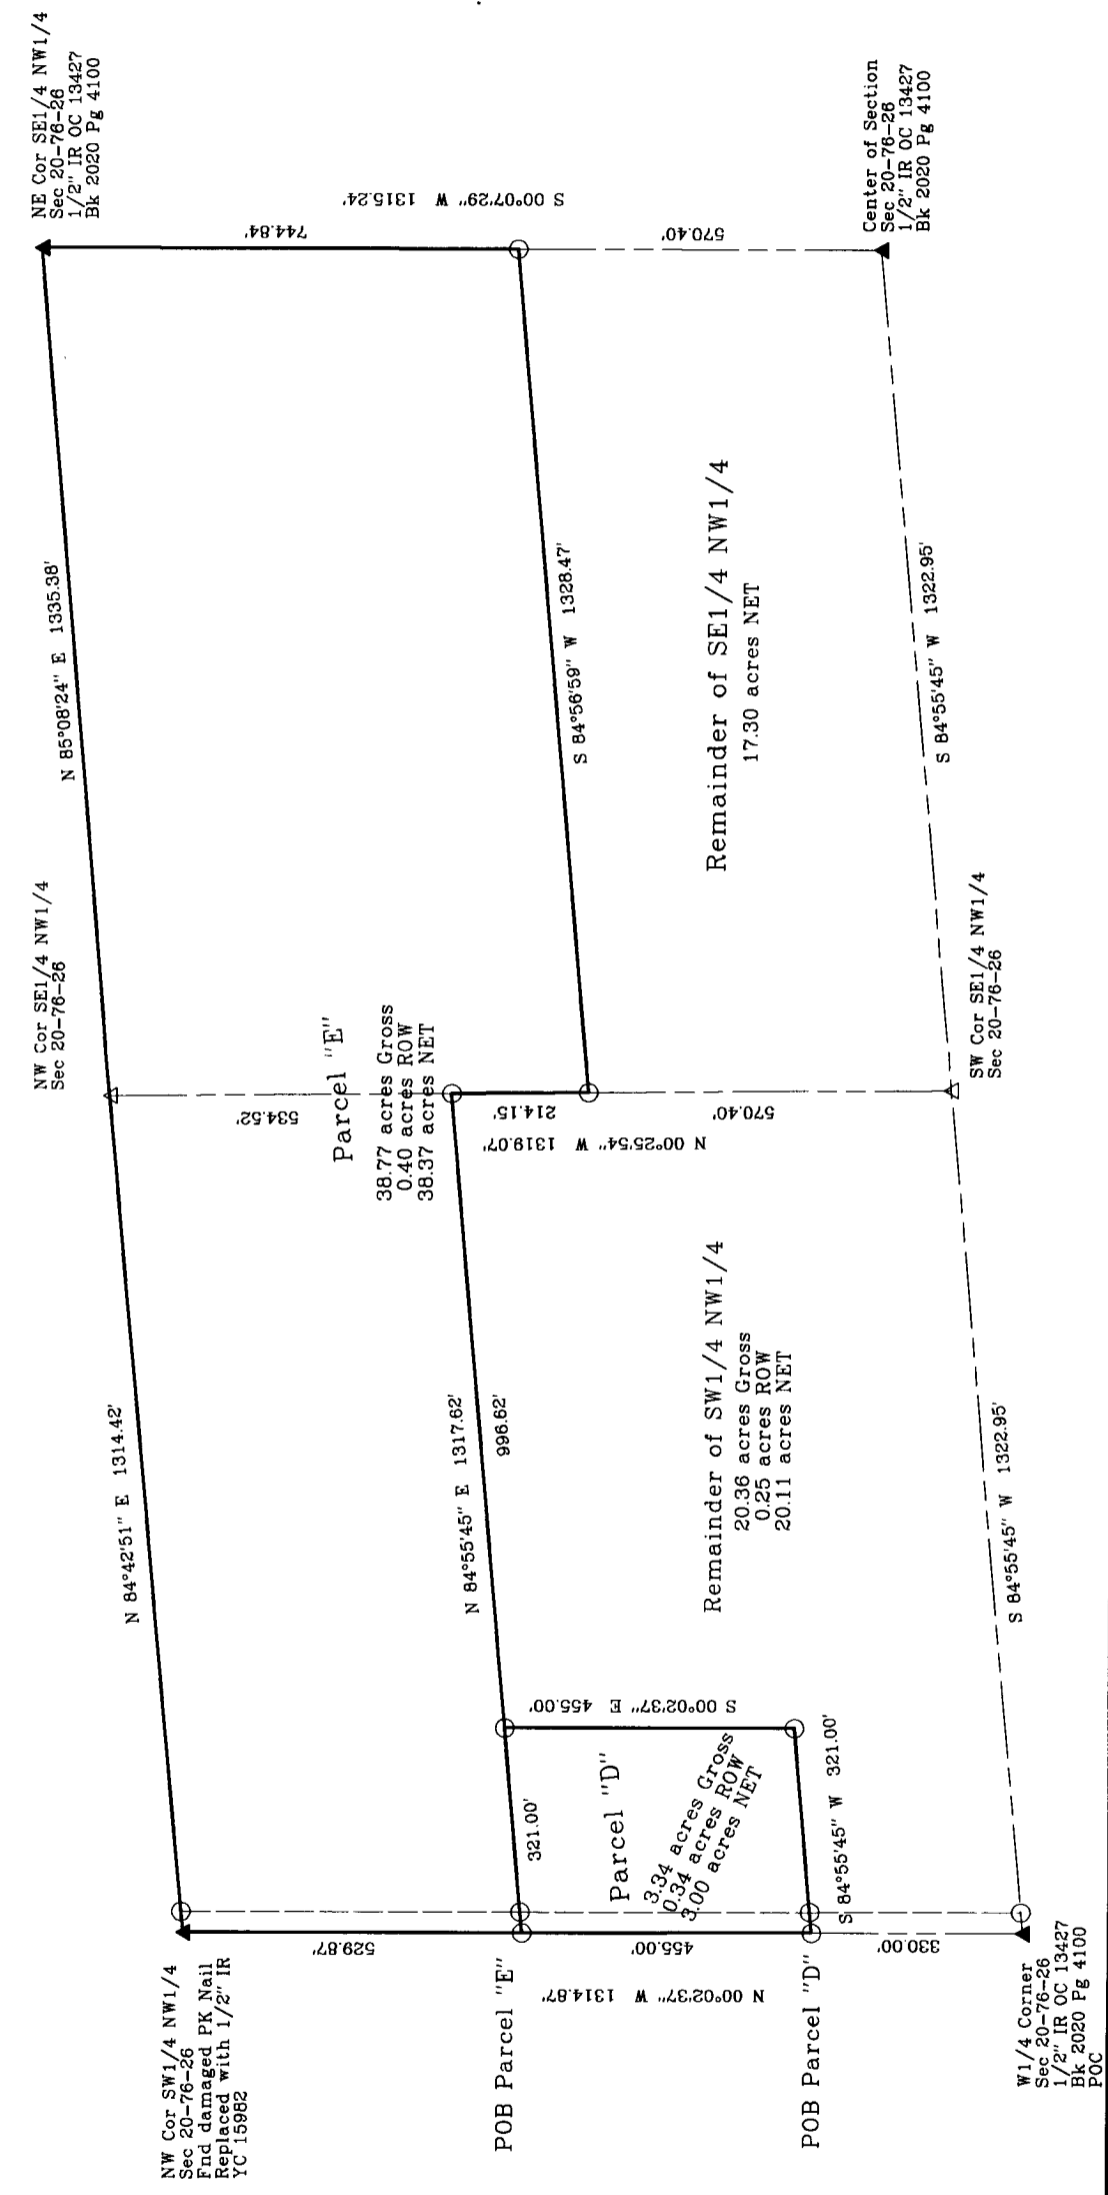 NE Cor SE1/4 NW1/4
Sec 20-76-26
1/2" IR OC 13427
Bk 2020 Pg 4100
S 00°07'29" W 1315.24'
744.84'
570.40'
Center of Section
Sec 20-76-26
1/2" IR OC 13427
Bk 2020 Pg 4100
N 85°08'24" E 1335.38'
S 84°56'59" W 1328.47'
Remainder of SE1/4 NW1/4
17.30 acres NET
S 84°55'45" W 1322.95'
NW Cor SE1/4 NW1/4
Sec 20-76-26
534.52'
Parcel "E"
38.77 acres Gross
0.40 acres ROW
38.37 acres NET
214.15'
N 00°25'54" W 1319.07'
570.40'
SW Cor SE1/4 NW1/4
Sec 20-76-26
N 84°42'51" E 1314.42'
N 84°55'45" E 1317.62'
996.62'
Remainder of SW1/4 NW1/4
20.36 acres Gross
0.25 acres ROW
20.11 acres NET
S 84°55'45" W 1322.95'
S 00°02'37" E 455.00'
321.00'
Parcel "D"
3.34 acres Gross
0.34 acres ROW
3.00 acres NET
S 84°55'45" W 321.00'
529.87'
455.00'
330.00'
N 00°02'37" W 1314.87'
NW Cor SW1/4 NW1/4
Sec 20-76-26
Fnd damaged PK Nail
Replaced with 1/2" IR
YC 15982
POB Parcel "E"
POB Parcel "D"
W1/4 Corner
Sec 20-76-26
1/2" IR OC 13427
Bk 2020 Pg 4100
POC